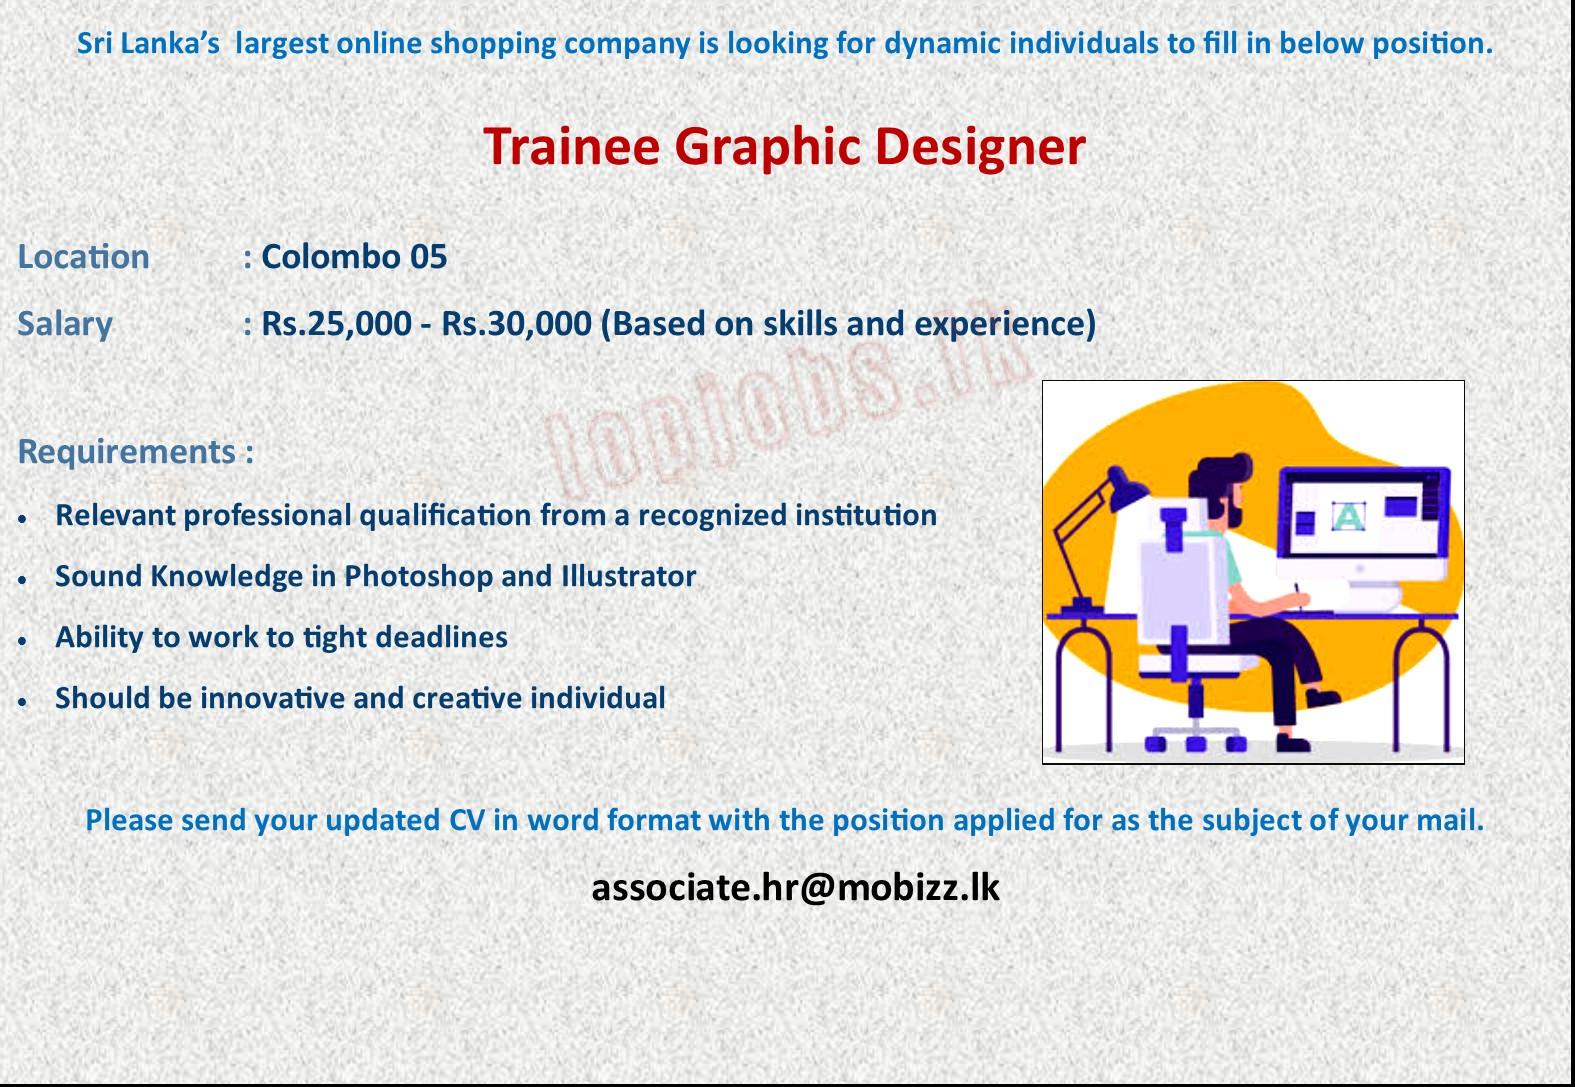 Sri Lanka’s  largest online shopping company is looking for dynamic individuals to fill in below position.
Trainee Graphic Designer
Location : Colombo 05
Salary : Rs.25,000 - Rs.30,000 (Based on skills and experience)
topjobs.lk
Requirements :
• Relevant professional qualification from a recognized institution
• Sound Knowledge in Photoshop and Illustrator
• Ability to work to tight deadlines
• Should be innovative and creative individual
A
Please send your updated CV in word format with the position applied for as the subject of your mail.
associate.hr@mobizz.lk